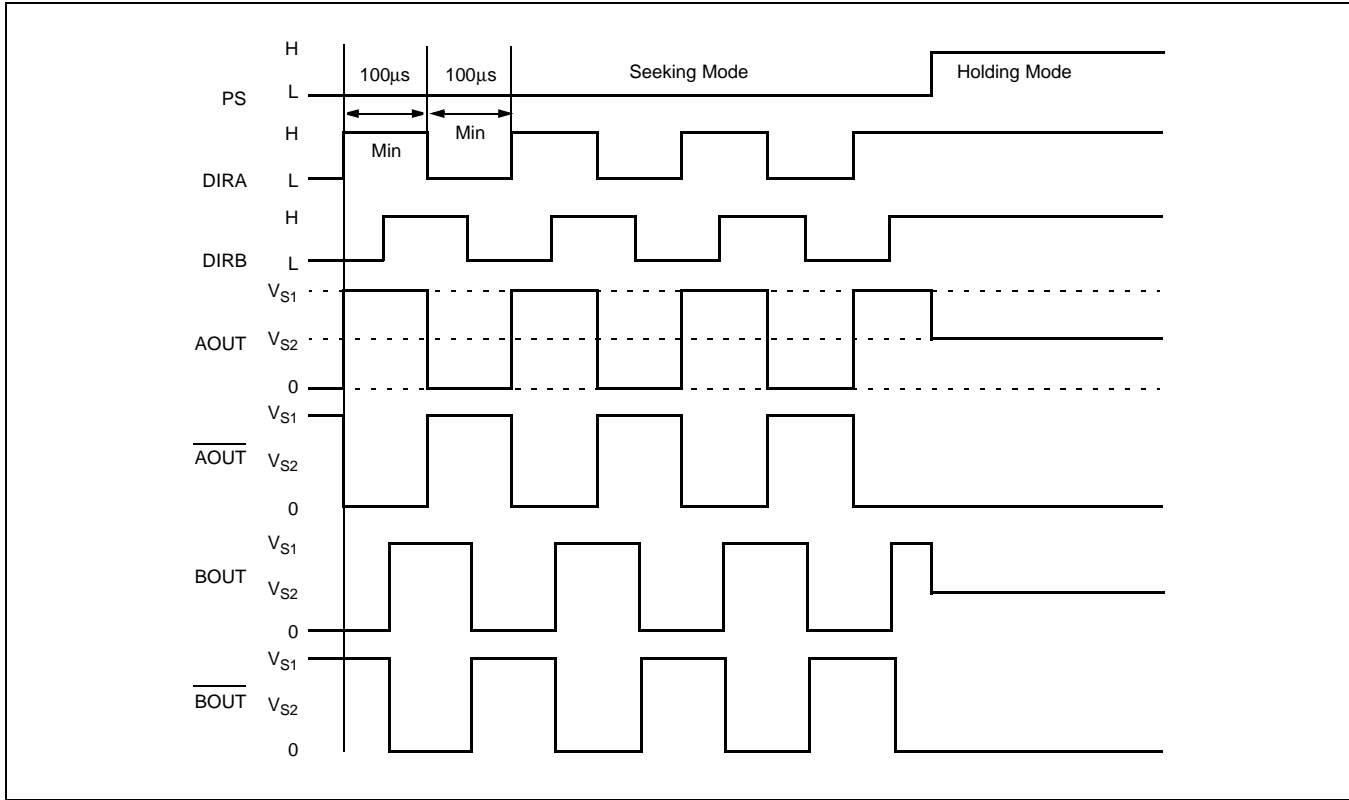 H
100μs 100μs Seeking Mode Holding Mode
PS L
H Min
Min
DIRA L
H
DIRB L
VS1
AOUT VS2
0
VS1
AOUT VS2
0
VS1
BOUT VS2
0
VS1
BOUT VS2
0